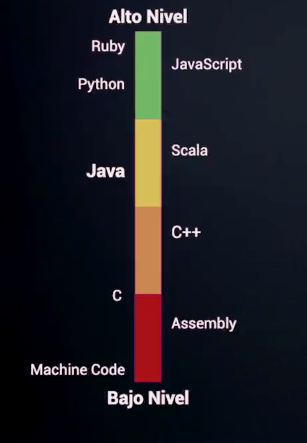 Alto Nivel
Ruby
JavaScript
Python
Scala
Java
C++
C
Assembly
Machine Code
Bajo Nivel